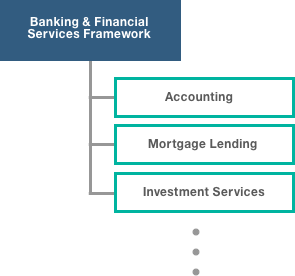 Banking & Financial
Services Framework
Accounting
Mortgage Lending
Investment Services